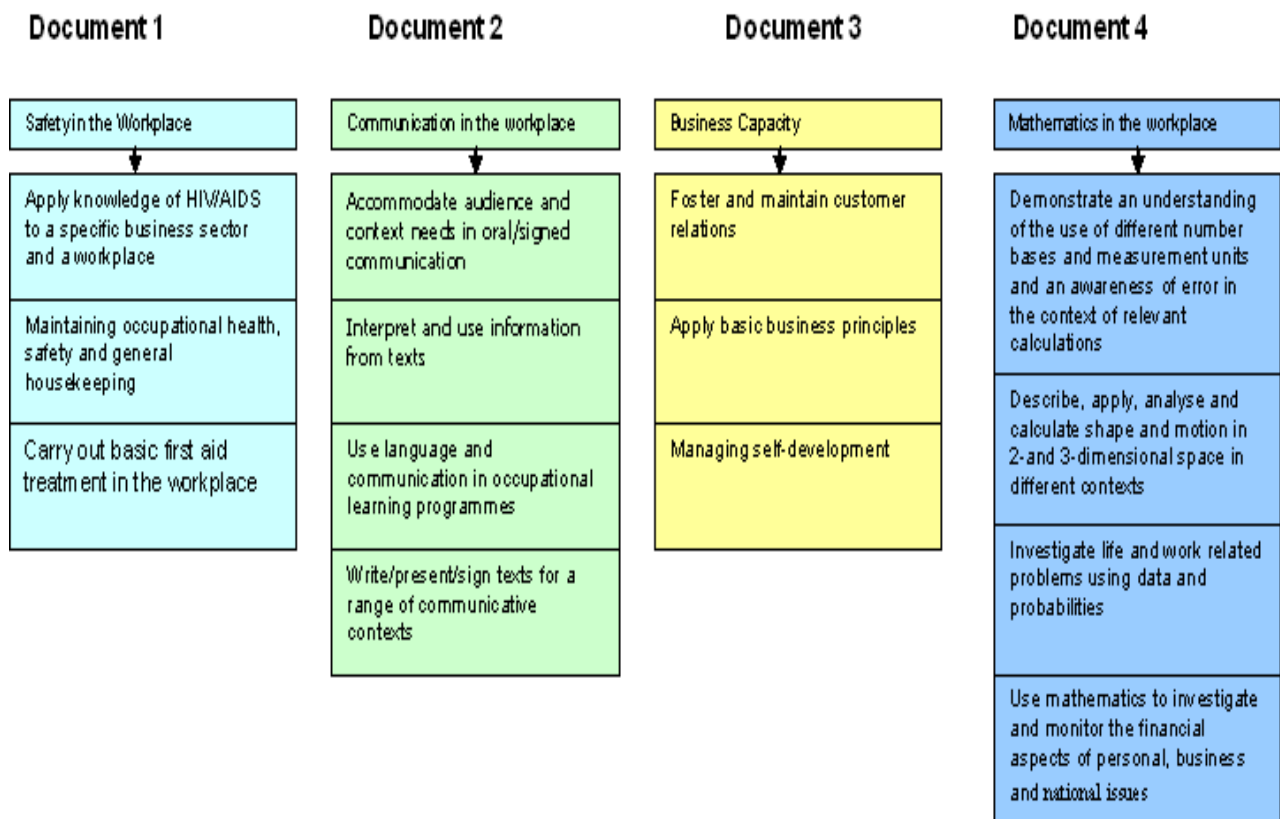 Document 1
Document 2
Document 3
Document 4
Safety in the Workplace
Apply knowledge of HIV/AIDS
to a specific business sector
and a workplace
Maintaining occupational health,
safety and general
housekeeping
Carry out basic first aid
treatment in the workplace
Communication in the workplace
Accommodate audience and
context needs in oral/signed
communication
Interpret and use information
from texts
Use language and
communication in occupational
learning programmes
Write/present/sign texts for a
range of communicative
contexts
Business Capacity
Foster and maintain customer
relations
Apply basic business principles
Managing self-development
Mathematics in the workplace
Demonstrate an understanding
of the use of different number
bases and measurement units
and an awareness of error in
the context of relevant
calculations
Describe, apply, analyse and
calculate shape and motion in
2-and 3-dimensional space in
different contexts
Investigate life and work related
problems using data and
probabilities
Use mathematics to investigate
and monitor the financial
aspects of personal, business
and national issues